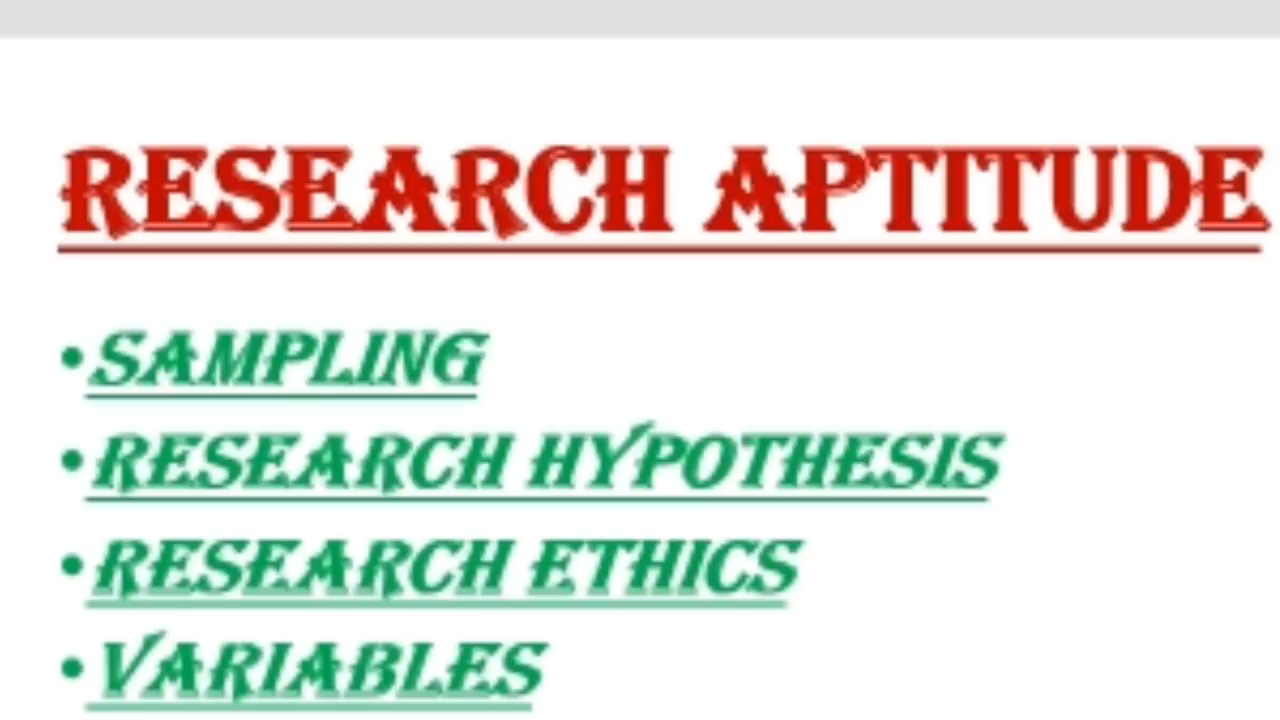 RESEARCH APTITUDE
•SAMPLING
•RESEARCH HYPOTHESIS
•RESEARCH ETHICS
•VARIABLES